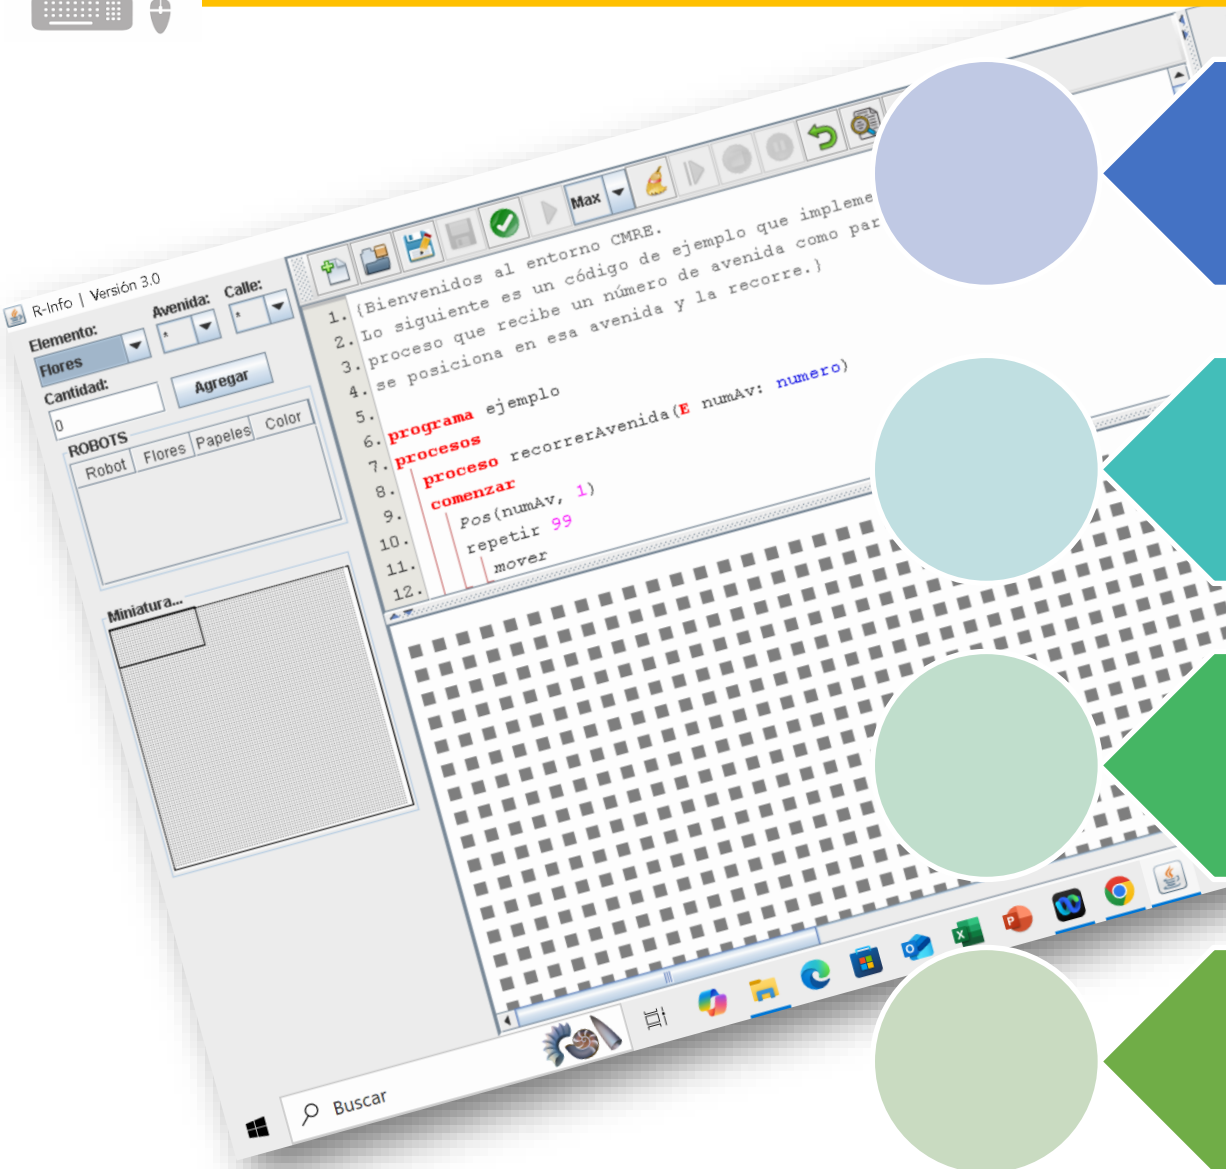 R-Info | Versión 3.0
Elemento:
Avenida:
Calle:
Flores
*
*
Cantidad:
0
Agregar
ROBOTS
Robot Flores Papeles Color
Miniatura...
Max
1. {Bienvenidos al entorno CMRE.
2. Lo siguiente es un código de ejemplo que impleme
3. proceso que recibe un número de avenida como par
4. se posiciona en esa avenida y la recorre.}
5.
6. programa ejemplo
7. procesos
8. proceso recorrerAvenida(E numAv: numero)
9. comenzar
10. Pos(numAv, 1)
11. repetir 99
12. mover
Buscar